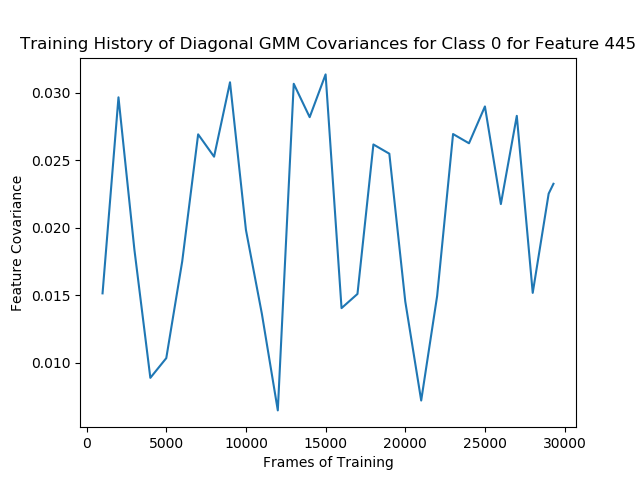 Training History of Diagonal GMM Covariances for Class 0 for Feature 445
0.030
0.025
0.020
0.015
0.010
Feature Covariance
0 5000 10000 15000 20000 25000 30000
Frames of Training